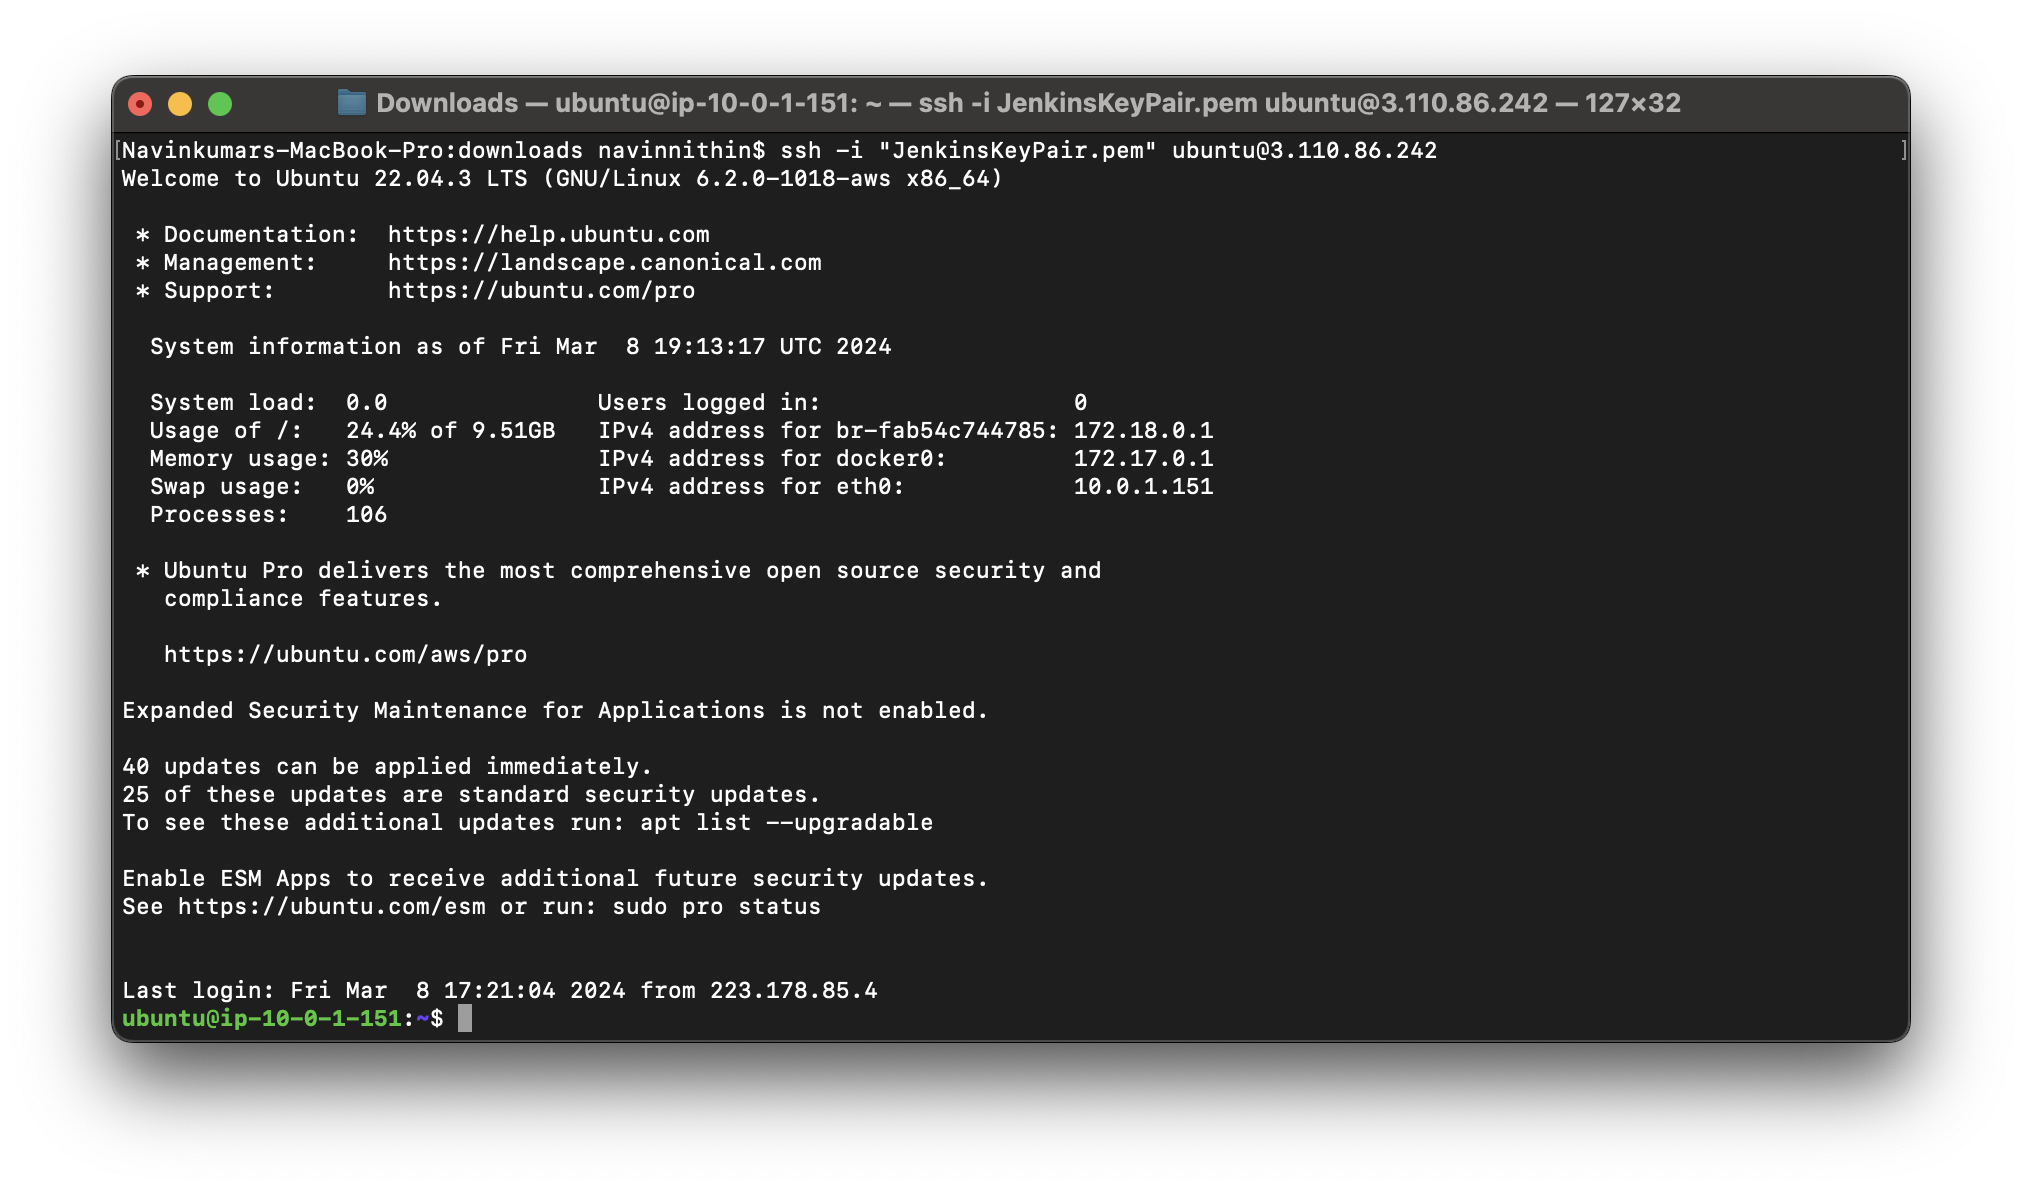 Downloads — ubuntu@ip-10-0-1-151: ~ — ssh -i JenkinsKeyPair.pem ubuntu@3.110.86.242 — 127×32
[Navinkumars-MacBook-Pro:downloads navinnithin$ ssh -i "JenkinsKeyPair.pem" ubuntu@3.110.86.242 ]
Welcome to Ubuntu 22.04.3 LTS (GNU/Linux 6.2.0-1018-aws x86_64)
* Documentation:  https://help.ubuntu.com
* Management:     https://landscape.canonical.com
* Support:        https://ubuntu.com/pro
System information as of Fri Mar  8 19:13:17 UTC 2024
System load:  0.0               Users logged in:                  0
Usage of /:   24.4% of 9.51GB   IPv4 address for br-fab54c744785: 172.18.0.1
Memory usage: 30%               IPv4 address for docker0:         172.17.0.1
Swap usage:   0%                IPv4 address for eth0:            10.0.1.151
Processes:    106
* Ubuntu Pro delivers the most comprehensive open source security and
compliance features.
https://ubuntu.com/aws/pro
Expanded Security Maintenance for Applications is not enabled.
40 updates can be applied immediately.
25 of these updates are standard security updates.
To see these additional updates run: apt list --upgradable
Enable ESM Apps to receive additional future security updates.
See https://ubuntu.com/esm or run: sudo pro status
Last login: Fri Mar  8 17:21:04 2024 from 223.178.85.4
ubuntu@ip-10-0-1-151:~$